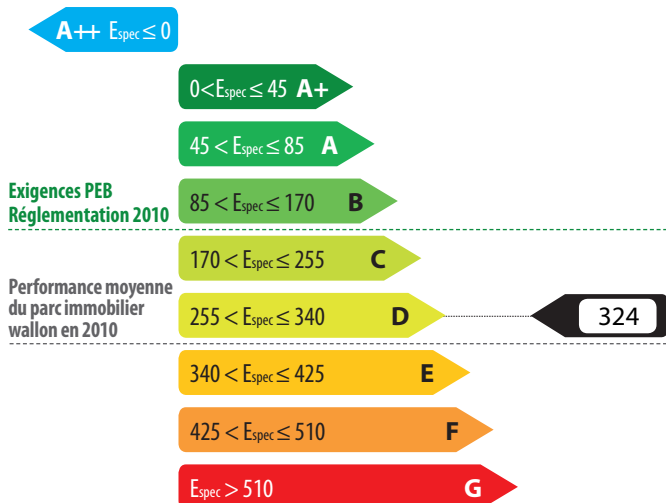 A++ Espec ≤ 0
0 < Espec ≤ 45 A+
45 < Espec ≤ 85 A
Exigences PEB
Réglementation 2010
85 < Espec ≤ 170 B
170 < Espec ≤ 255 C
Performance moyenne
du parc immobilier
wallon en 2010
255 < Espec ≤ 340 D
324
340 < Espec ≤ 425 E
425 < Espec ≤ 510 F
Espec > 510 G